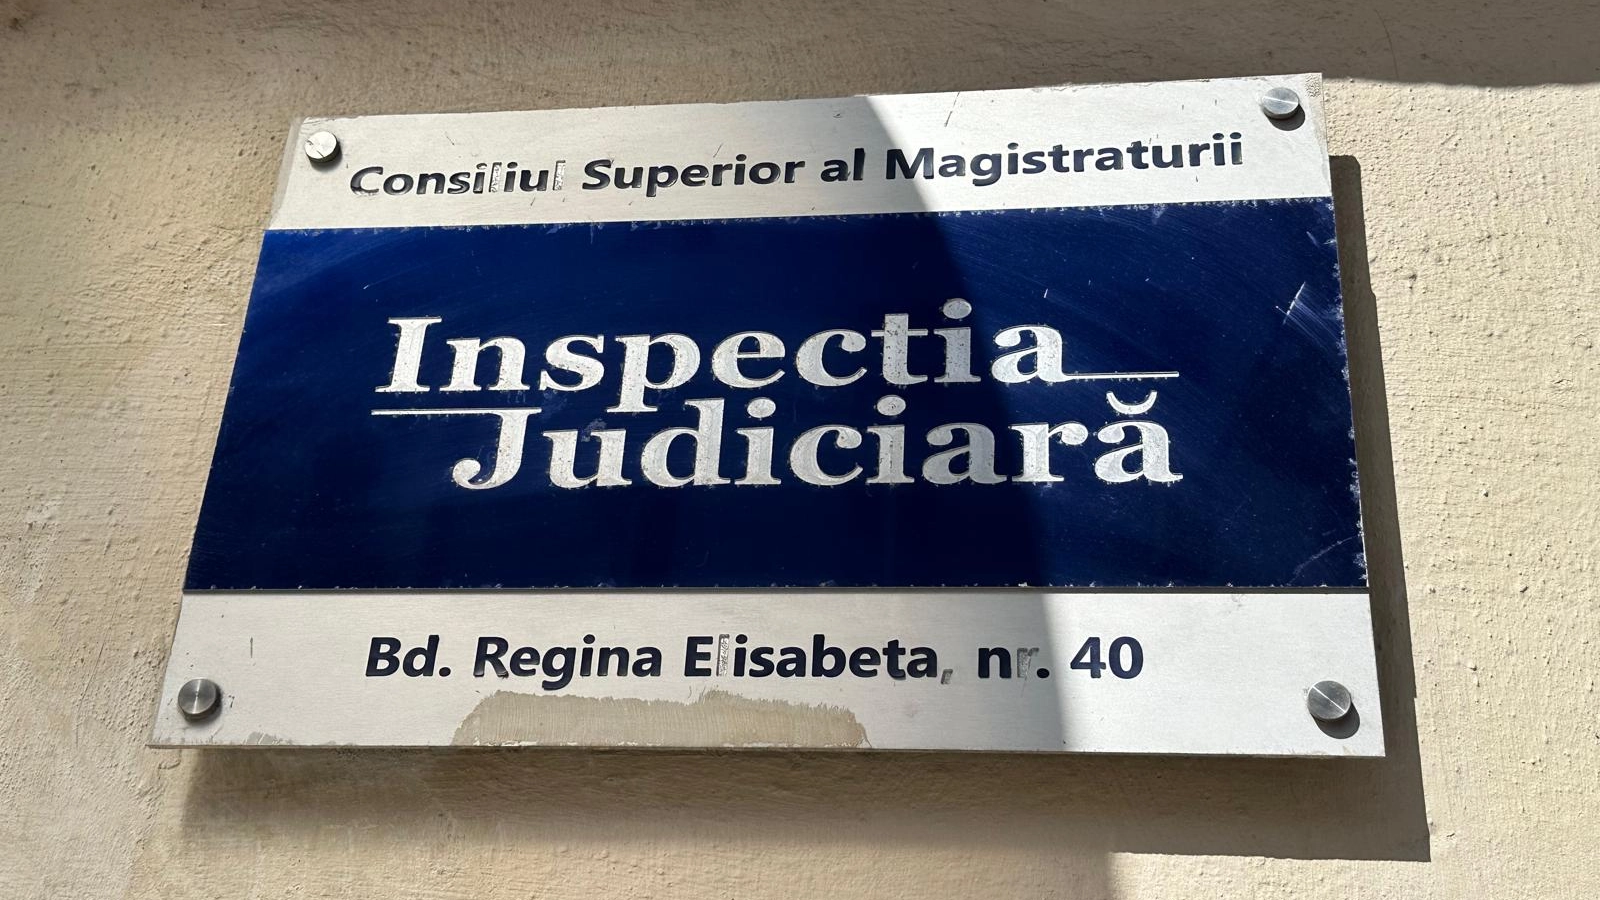 Consiliul Superior al Magistraturii
Inspectia
Judiciară
Bd. Regina Elisabeta, nr. 40